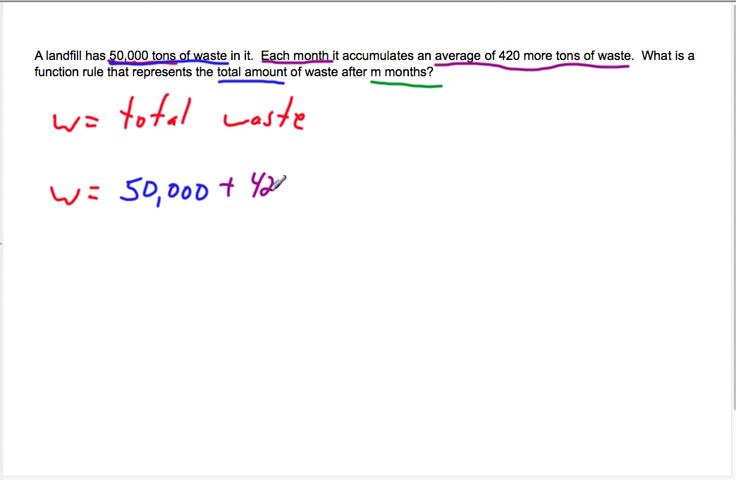 A landfill has 50,000 tons of waste in it. Each month it accumulates an average of 420 more tons of waste. What is a
function rule that represents the total amount of waste after m months?
w = total waste
w = 50,000 + 42